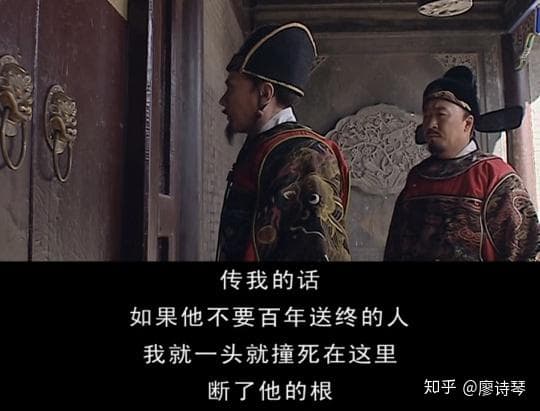 传我的话
如果他不要百年送终的人
我就一头就撞死在这里
断了他的根
知乎 @廖诗琴